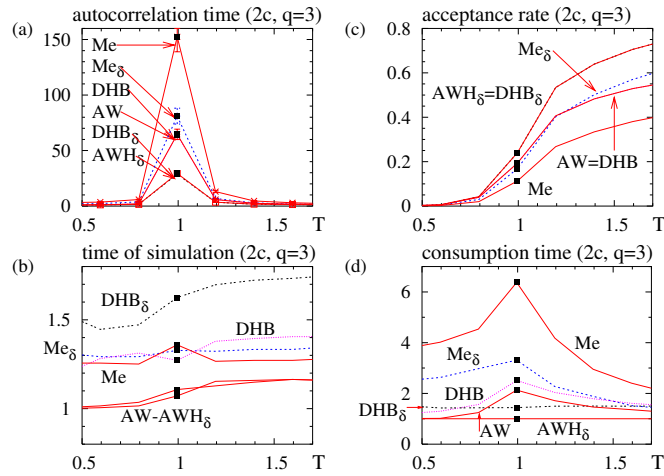 (a) autocorrelation time (2c, q=3)
150
100
50
0
Me
Me_δ
DHB
AW
DHB_δ
AWH_δ
0.5 1 1.5 T
(c) acceptance rate (2c, q=3)
0.8
0.6
0.4
0.2
0
Me_δ
AWH_δ=DHB_δ
AW=DHB
Me
0.5 1 1.5 T
(b) time of simulation (2c, q=3)
1.5
1
DHB_δ
DHB
Me_δ
Me
AW-AWH_δ
0.5 1 1.5 T
(d) consumption time (2c, q=3)
6
4
2
0
Me
Me_δ
DHB
DHB_δ
AW
AWH_δ
0.5 1 1.5 T